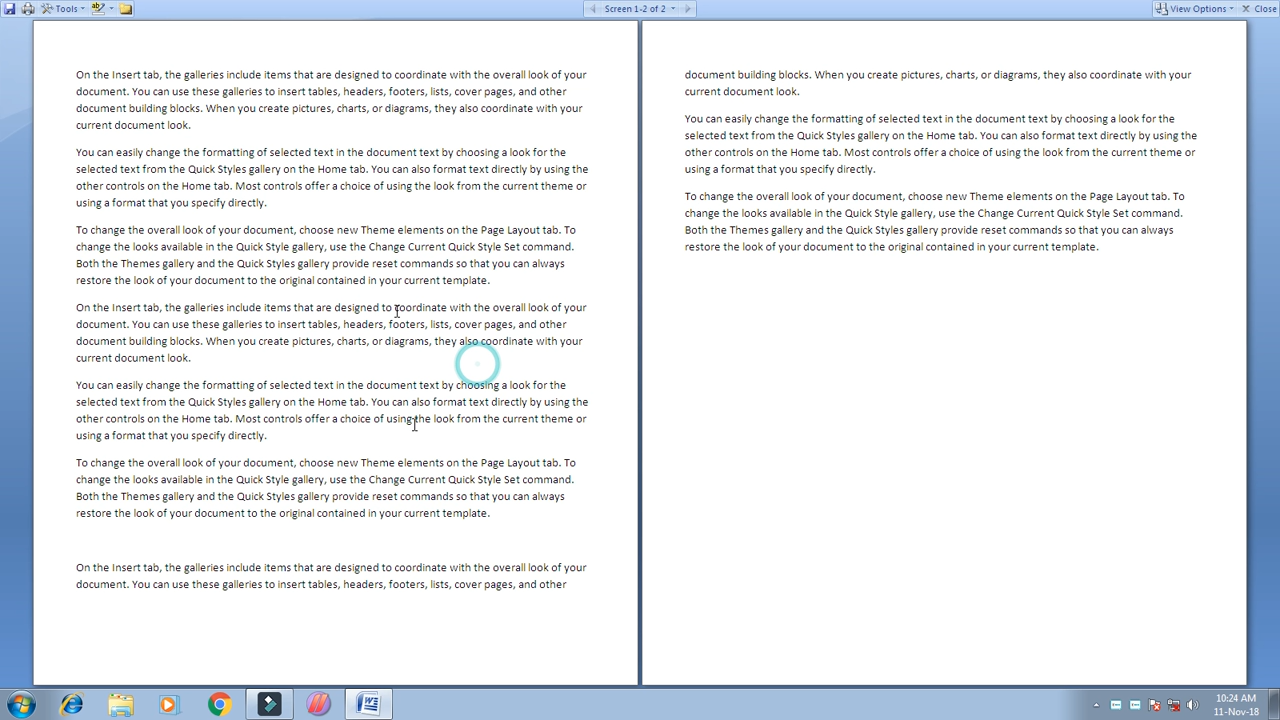 Tools
Screen 1-2 of 2
View Options
Close
On the Insert tab, the galleries include items that are designed to coordinate with the overall look of your
document. You can use these galleries to insert tables, headers, footers, lists, cover pages, and other
document building blocks. When you create pictures, charts, or diagrams, they also coordinate with your
current document look.
You can easily change the formatting of selected text in the document text by choosing a look for the
selected text from the Quick Styles gallery on the Home tab. You can also format text directly by using the
other controls on the Home tab. Most controls offer a choice of using the look from the current theme or
using a format that you specify directly.
To change the overall look of your document, choose new Theme elements on the Page Layout tab. To
change the looks available in the Quick Style gallery, use the Change Current Quick Style Set command.
Both the Themes gallery and the Quick Styles gallery provide reset commands so that you can always
restore the look of your document to the original contained in your current template.
On the Insert tab, the galleries include items that are designed to coordinate with the overall look of your
document. You can use these galleries to insert tables, headers, footers, lists, cover pages, and other
document building blocks. When you create pictures, charts, or diagrams, they also coordinate with your
current document look.
You can easily change the formatting of selected text in the document text by choosing a look for the
selected text from the Quick Styles gallery on the Home tab. You can also format text directly by using the
other controls on the Home tab. Most controls offer a choice of using the look from the current theme or
using a format that you specify directly.
To change the overall look of your document, choose new Theme elements on the Page Layout tab. To
change the looks available in the Quick Style gallery, use the Change Current Quick Style Set command.
Both the Themes gallery and the Quick Styles gallery provide reset commands so that you can always
restore the look of your document to the original contained in your current template.
On the Insert tab, the galleries include items that are designed to coordinate with the overall look of your
document. You can use these galleries to insert tables, headers, footers, lists, cover pages, and other
document building blocks. When you create pictures, charts, or diagrams, they also coordinate with your
current document look.
You can easily change the formatting of selected text in the document text by choosing a look for the
selected text from the Quick Styles gallery on the Home tab. You can also format text directly by using the
other controls on the Home tab. Most controls offer a choice of using the look from the current theme or
using a format that you specify directly.
To change the overall look of your document, choose new Theme elements on the Page Layout tab. To
change the looks available in the Quick Style gallery, use the Change Current Quick Style Set command.
Both the Themes gallery and the Quick Styles gallery provide reset commands so that you can always
restore the look of your document to the original contained in your current template.
10:24 AM
11-Nov-18